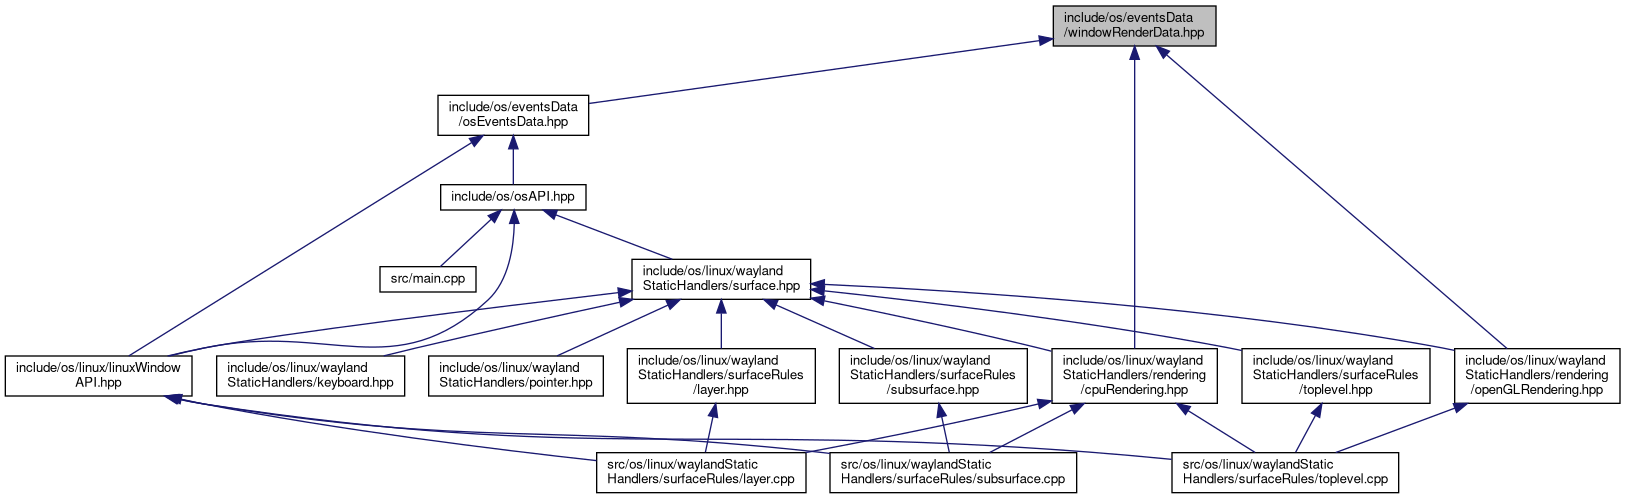 include/os/eventsData
/windowRenderData.hpp
include/os/eventsData
/osEventsData.hpp
include/os/osAPI.hpp
src/main.cpp
include/os/linux/wayland
StaticHandlers/surface.hpp
include/os/linux/linuxWindow
API.hpp
include/os/linux/wayland
StaticHandlers/keyboard.hpp
include/os/linux/wayland
StaticHandlers/pointer.hpp
include/os/linux/wayland
StaticHandlers/surfaceRules
/layer.hpp
include/os/linux/wayland
StaticHandlers/surfaceRules
/subsurface.hpp
include/os/linux/wayland
StaticHandlers/rendering
/cpuRendering.hpp
include/os/linux/wayland
StaticHandlers/surfaceRules
/toplevel.hpp
include/os/linux/wayland
StaticHandlers/rendering
/openGLRendering.hpp
src/os/linux/waylandStatic
Handlers/surfaceRules/layer.cpp
src/os/linux/waylandStatic
Handlers/surfaceRules/subsurface.cpp
src/os/linux/waylandStatic
Handlers/surfaceRules/toplevel.cpp